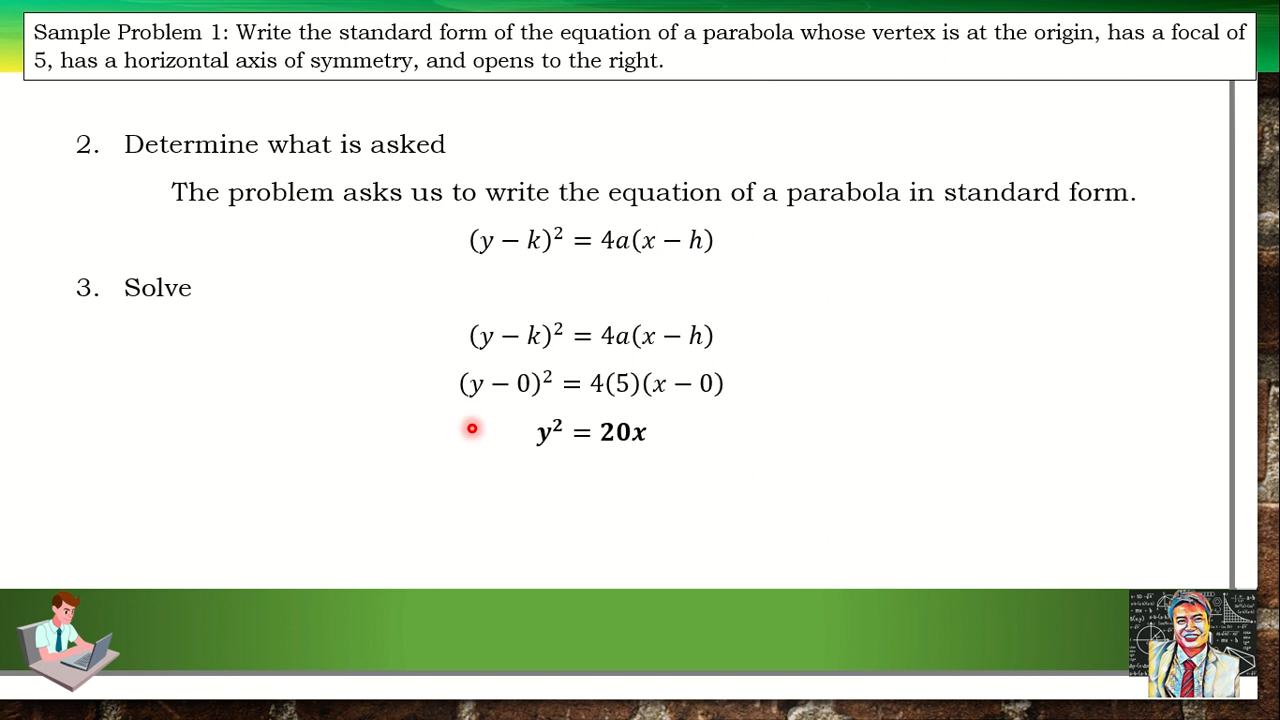 Sample Problem 1: Write the standard form of the equation of a parabola whose vertex is at the origin, has a focal of
5, has a horizontal axis of symmetry, and opens to the right.
2. Determine what is asked
The problem asks us to write the equation of a parabola in standard form.
(y − k)² = 4a(x − h)
3. Solve
(y − k)² = 4a(x − h)
(y − 0)² = 4(5)(x − 0)
y² = 20x